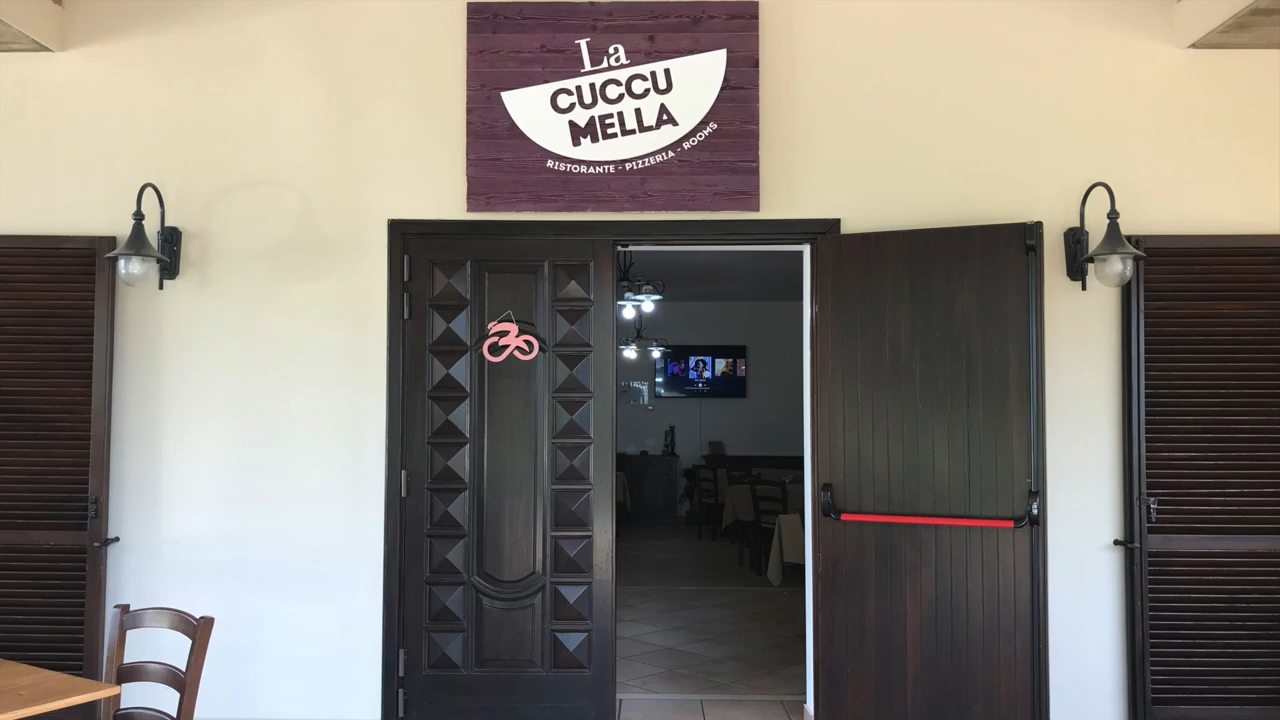 La
CUCCU
MELLA
RISTORANTE - PIZZERIA - ROOMS